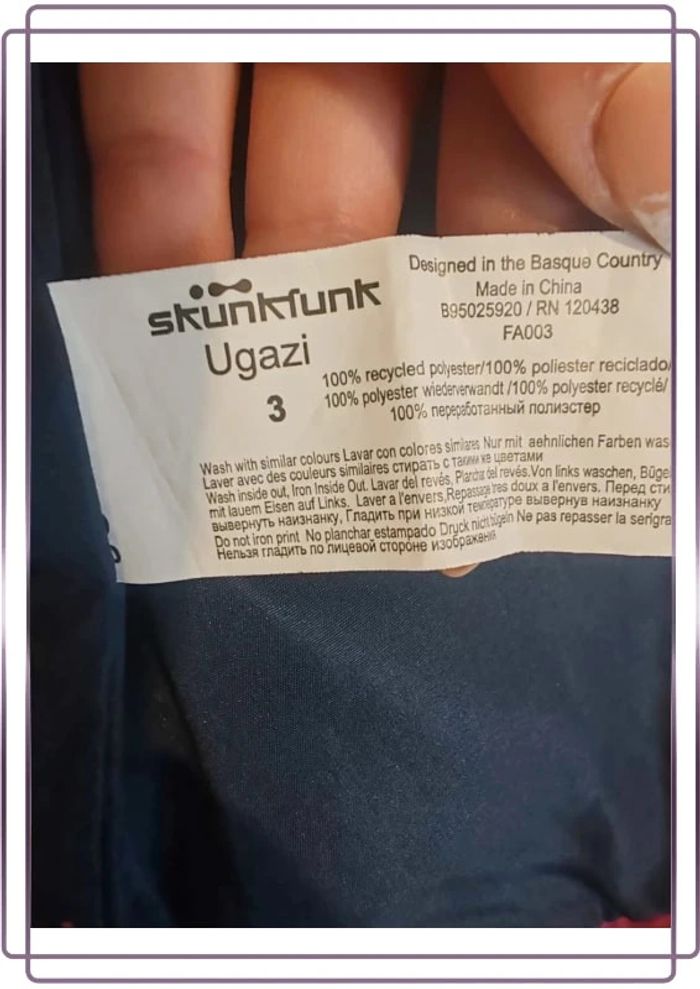 skunkfunk
Ugazi
3
Designed in the Basque Country
Made in China
B95025920 / RN 120438
FA003
100% recycled polyester/100% poliester reciclado/
100% polyester wiederverwandt /100% polyester recyclé/
100% переработанный полиэстер
Wash with similar colours Lavar con colores similares Nur mit aehnlichen Farben was
Laver avec des couleurs similaires стирать с такими же цветами
Wash inside out, Iron Inside Out. Lavar del revés, Plancha del revés.Von links waschen, Büge
mit lauem Eisen auf Links, Laver a l'envers,Repassage tres doux a l'envers. Перед сти
вывернуть наизнанку, Гладить при низкой температуре вывернув наизнанку
Do not iron print No planchar estampado Druck nicht bügeln Ne pas repasser la serigra
Нельзя гладить по лицевой стороне изображения